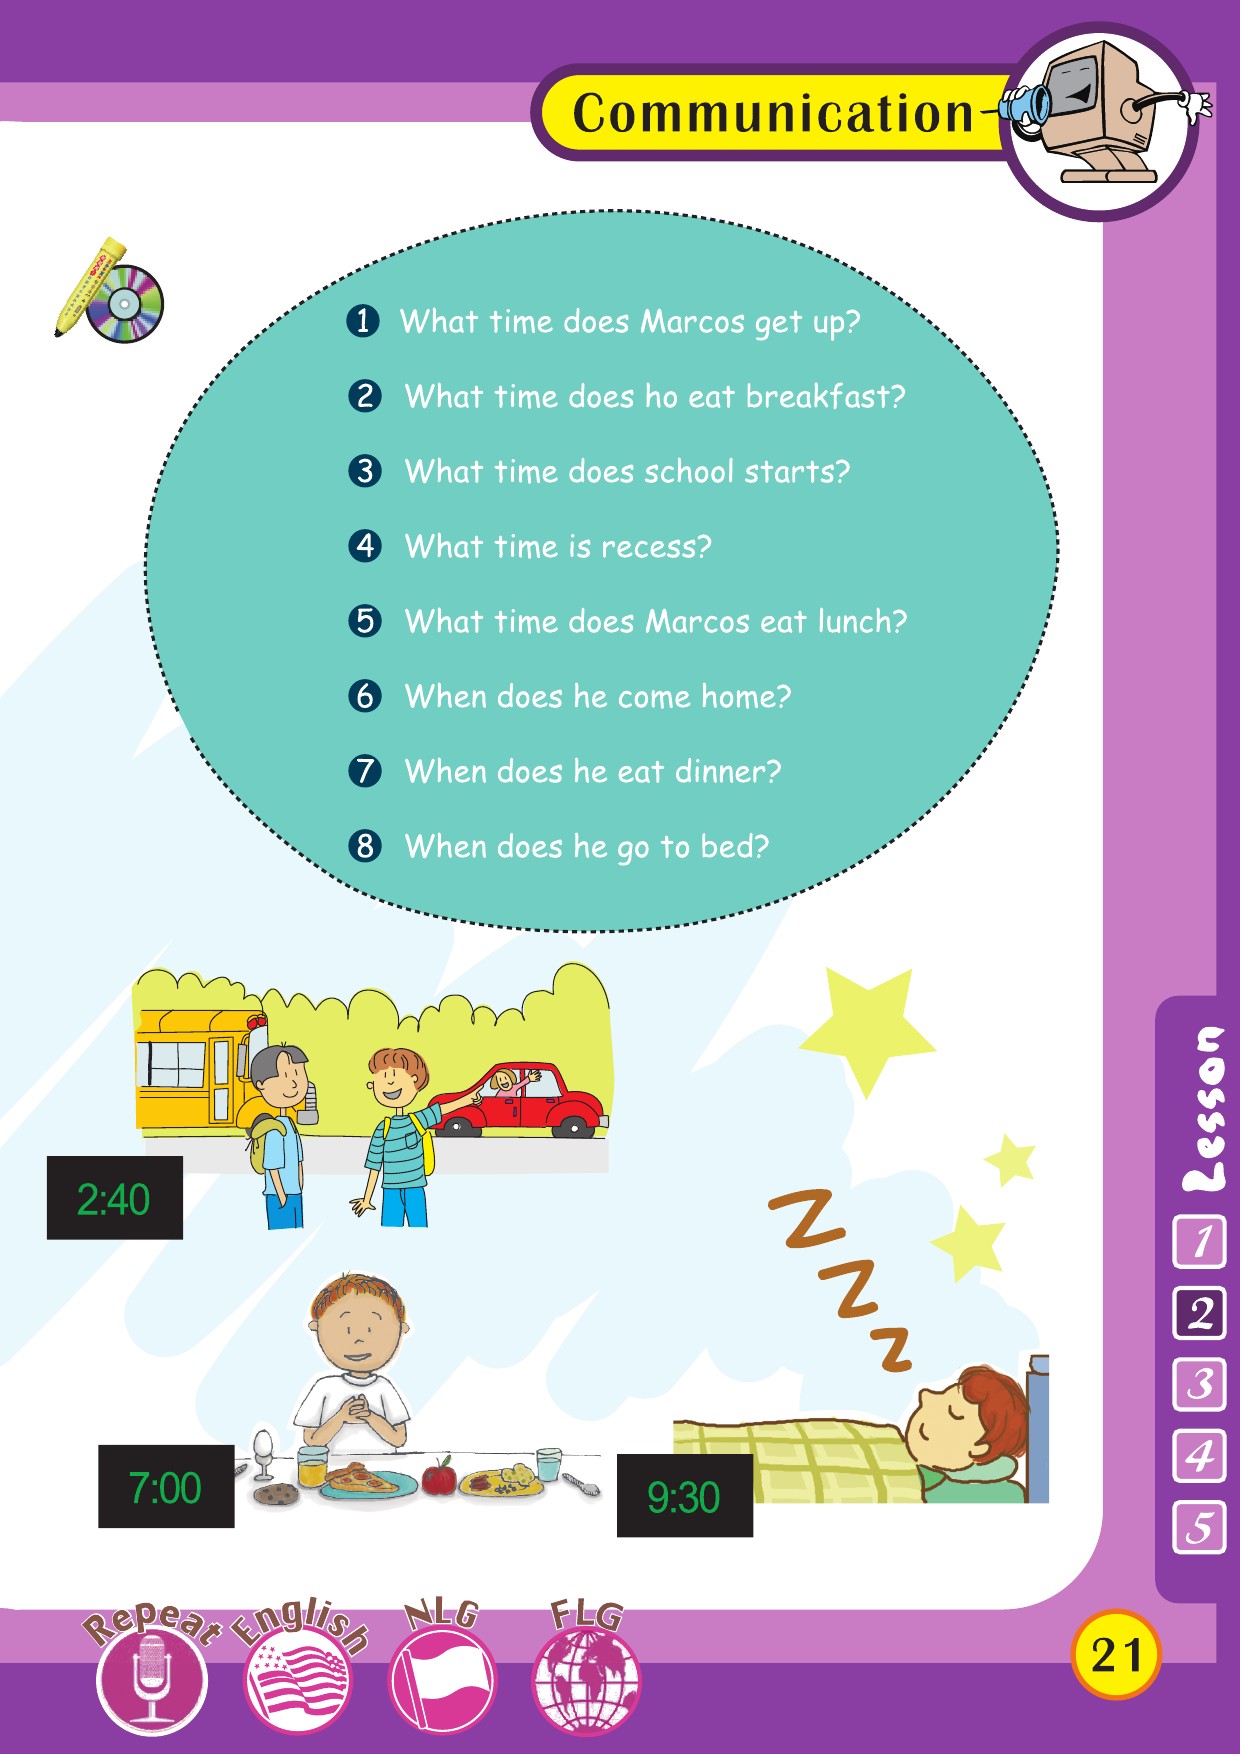 Communication
1 What time does Marcos get up?
2 What time does ho eat breakfast?
3 What time does school starts?
4 What time is recess?
5 What time does Marcos eat lunch?
6 When does he come home?
7 When does he eat dinner?
8 When does he go to bed?
2:40
Z
Z
Z
7:00
9:30
Lesson
1
2
3
4
5
Repeat English NLG FLG
21